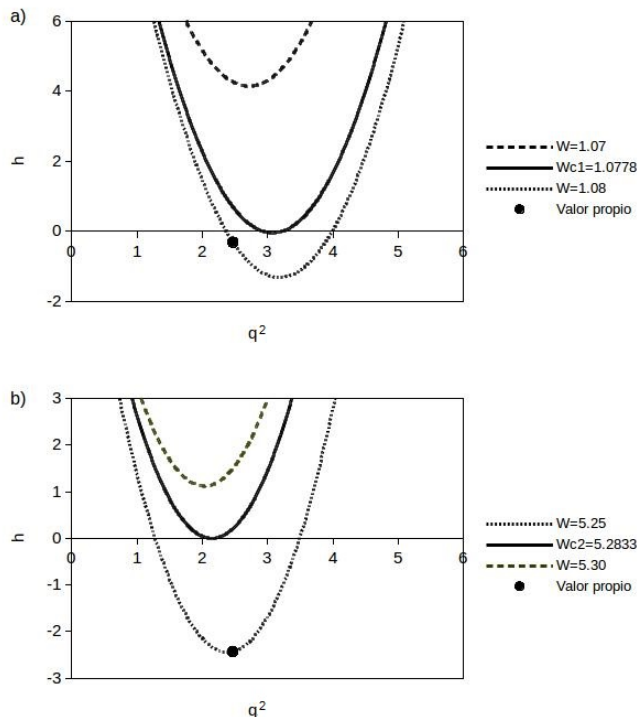 a)
6
4
2
0
-2
h
0 1 2 3 4 5 6
q²
W=1.07
Wc1=1.0778
W=1.08
Valor propio
b)
3
2
1
0
-1
-2
-3
h
0 1 2 3 4 5 6
q²
W=5.25
Wc2=5.2833
W=5.30
Valor propio